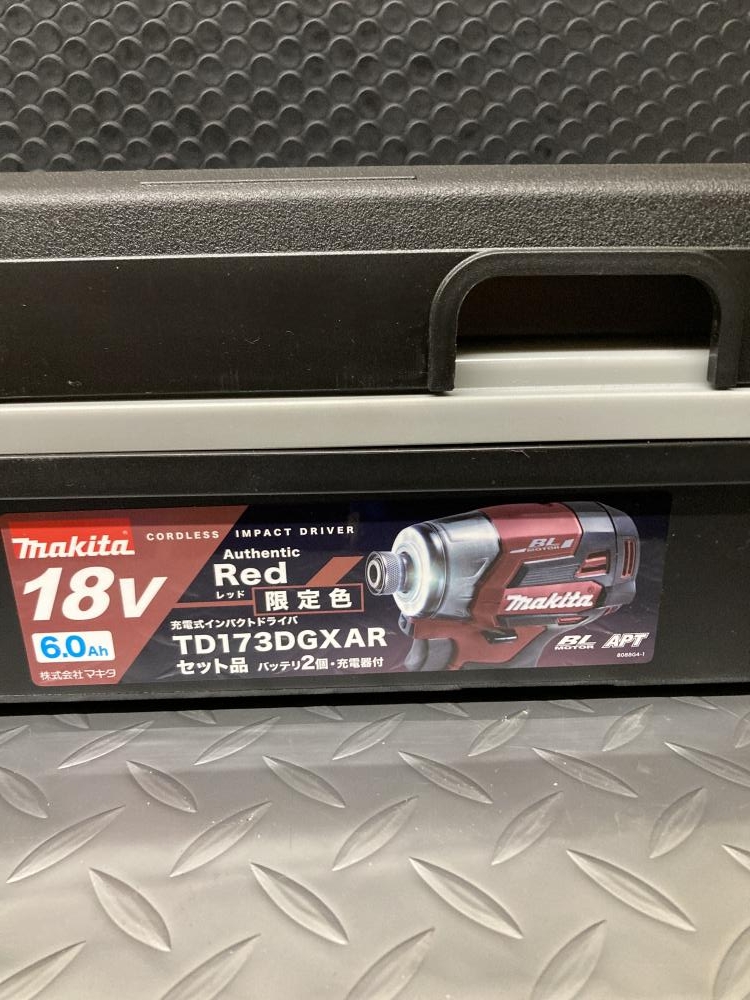 makita
CORDLESS IMPACT DRIVER
18V
Authentic
Red
レッド
限定色
充電式インパクトドライバ
TD173DGXAR
セット品 バッテリ2個・充電器付
6.0Ah
株式会社マキタ
BL
MOTOR
makita
BL
MOTOR
APT
8088G4-1